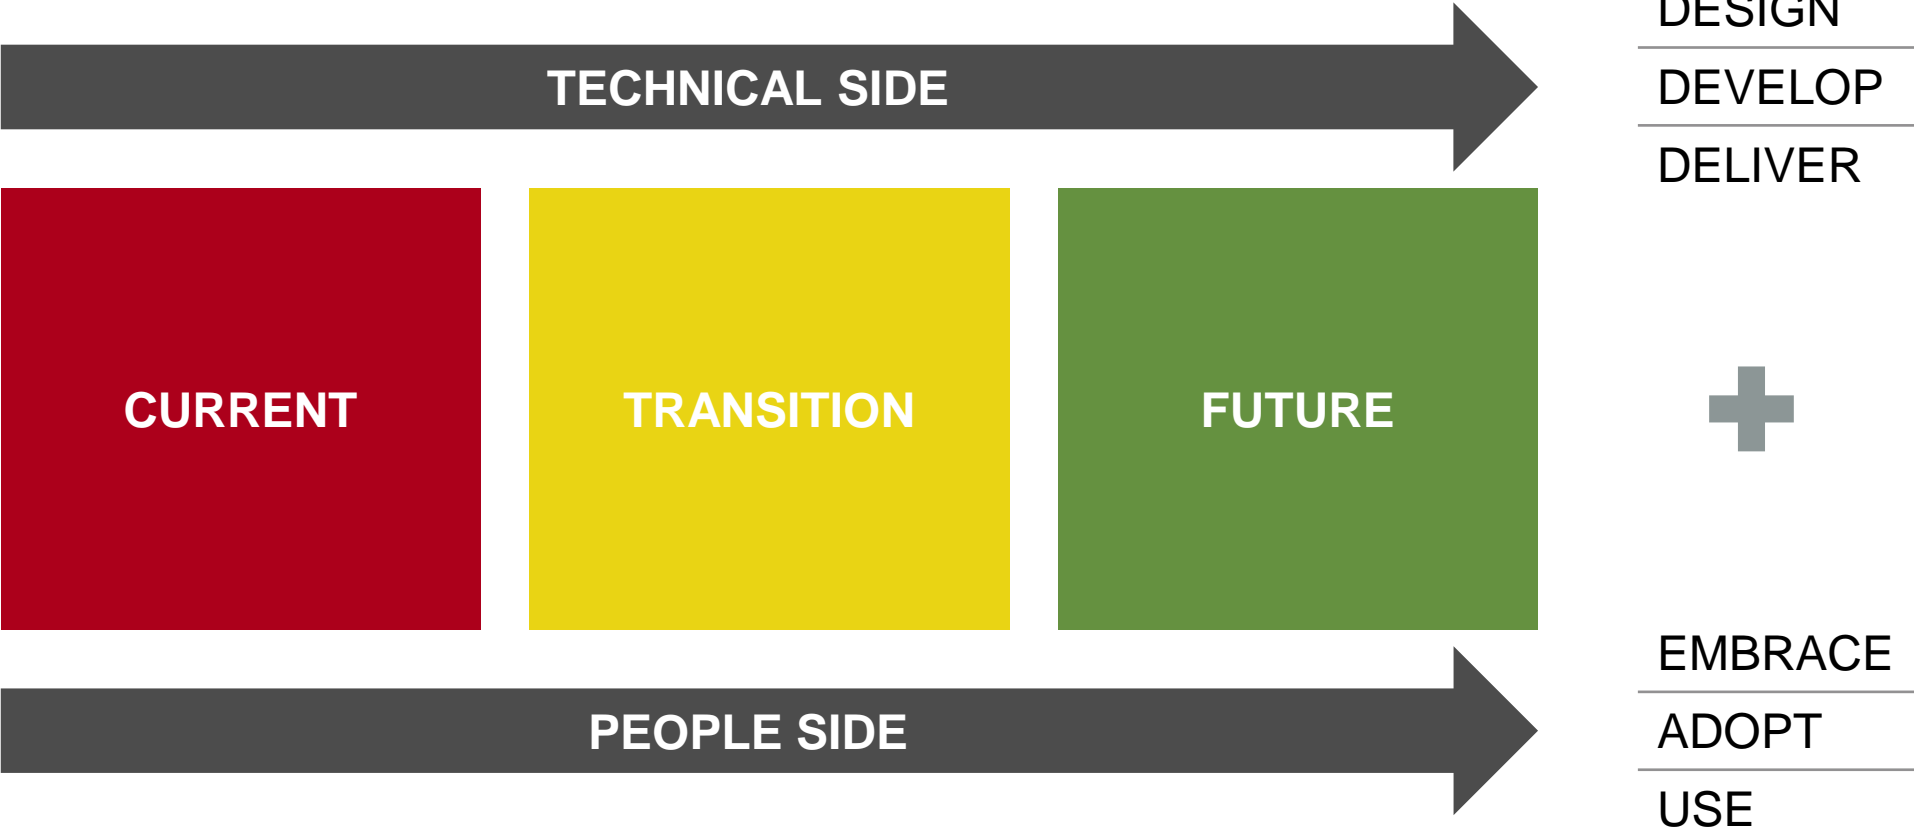 DESIGN
TECHNICAL SIDE
DEVELOP
DELIVER
CURRENT
TRANSITION
FUTURE
EMBRACE
PEOPLE SIDE
ADOPT
USE